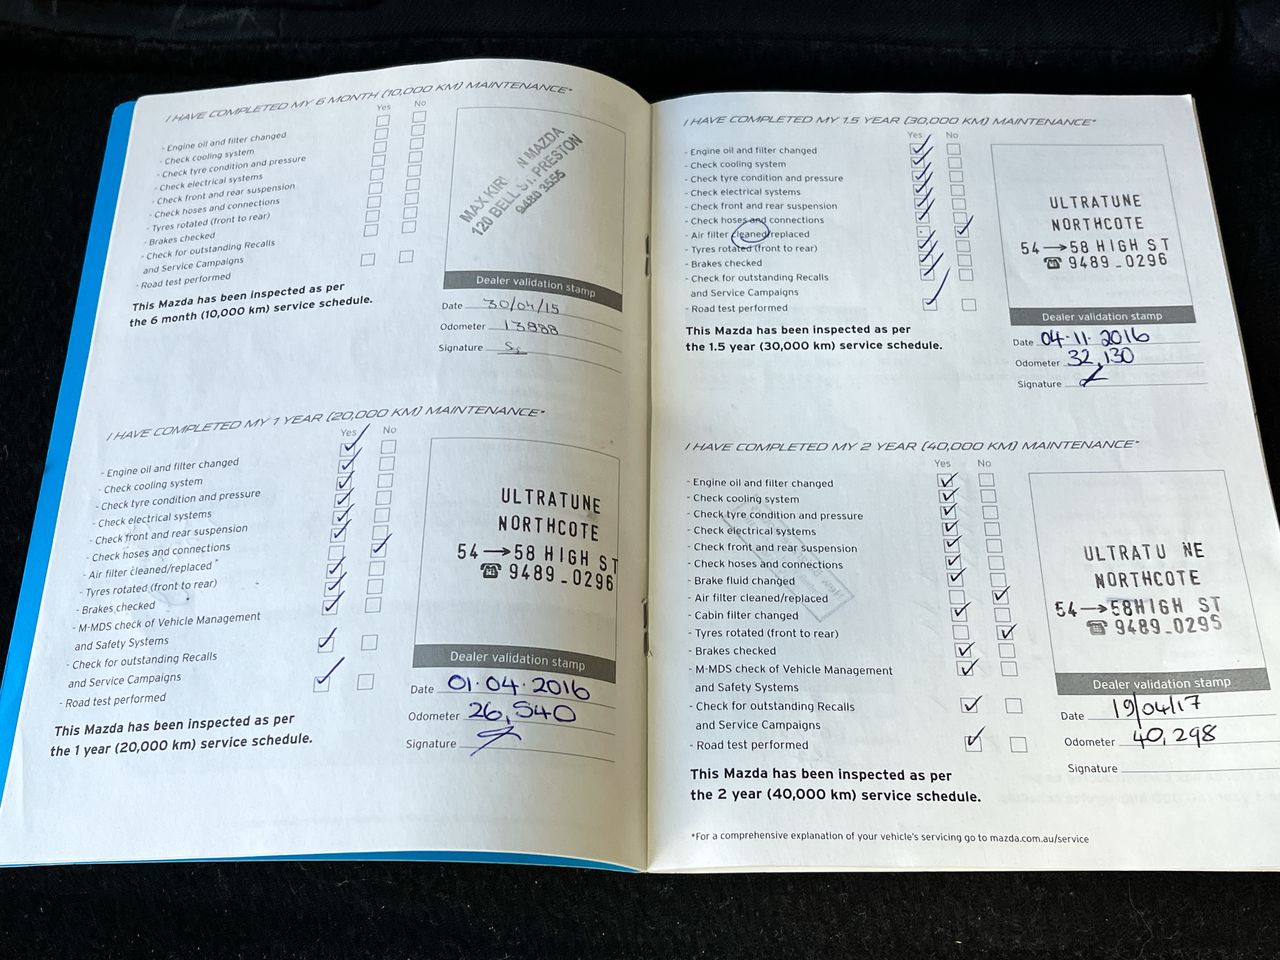 I HAVE COMPLETED MY 6 MONTH (10,000 KM) MAINTENANCE*
Yes No
- Engine oil and filter changed
- Check cooling system
- Check tyre condition and pressure
- Check electrical systems
- Check front and rear suspension
- Check hoses and connections
- Tyres rotated (front to rear)
- Brakes checked
- Check for outstanding Recalls
and Service Campaigns
- Road test performed
This Mazda has been inspected as per
the 6 month (10,000 km) service schedule.
MAX KIR N MAZDA
120 BELL ST. PRESTON
9480 3555
Dealer validation stamp
Date 30/04/15
Odometer 13888
Signature
I HAVE COMPLETED MY 1 YEAR (20,000 KM) MAINTENANCE*
Yes No
- Engine oil and filter changed
- Check cooling system
- Check tyre condition and pressure
- Check electrical systems
- Check front and rear suspension
- Check hoses and connections
- Air filter cleaned/replaced
- Tyres rotated (front to rear)
- Brakes checked
- M-MDS check of Vehicle Management
and Safety Systems
- Check for outstanding Recalls
and Service Campaigns
- Road test performed
This Mazda has been inspected as per
the 1 year (20,000 km) service schedule.
ULTRATUNE
NORTHCOTE
54→58 HIGH ST
☎ 9489-0296
Dealer validation stamp
Date 01·04·2016
Odometer 26,540
Signature
I HAVE COMPLETED MY 1.5 YEAR (30,000 KM) MAINTENANCE*
Yes No
- Engine oil and filter changed
- Check cooling system
- Check tyre condition and pressure
- Check electrical systems
- Check front and rear suspension
- Check hoses and connections
- Air filter cleaned/replaced
- Tyres rotated (front to rear)
- Brakes checked
- Check for outstanding Recalls
and Service Campaigns
- Road test performed
This Mazda has been inspected as per
the 1.5 year (30,000 km) service schedule.
ULTRATUNE
NORTHCOTE
54→58 HIGH ST
☎ 9489-0296
Dealer validation stamp
Date 04·11·2016
Odometer 32,130
Signature
I HAVE COMPLETED MY 2 YEAR (40,000 KM) MAINTENANCE*
Yes No
- Engine oil and filter changed
- Check cooling system
- Check tyre condition and pressure
- Check electrical systems
- Check front and rear suspension
- Check hoses and connections
- Brake fluid changed
- Air filter cleaned/replaced
- Cabin filter changed
- Tyres rotated (front to rear)
- Brakes checked
- M-MDS check of Vehicle Management
and Safety Systems
- Check for outstanding Recalls
and Service Campaigns
- Road test performed
This Mazda has been inspected as per
the 2 year (40,000 km) service schedule.
ULTRATU NE
NORTHCOTE
54→58HIGH ST
☎ 9489-0295
Dealer validation stamp
Date 19/04/17
Odometer 40,298
Signature
*For a comprehensive explanation of your vehicle's servicing go to mazda.com.au/service